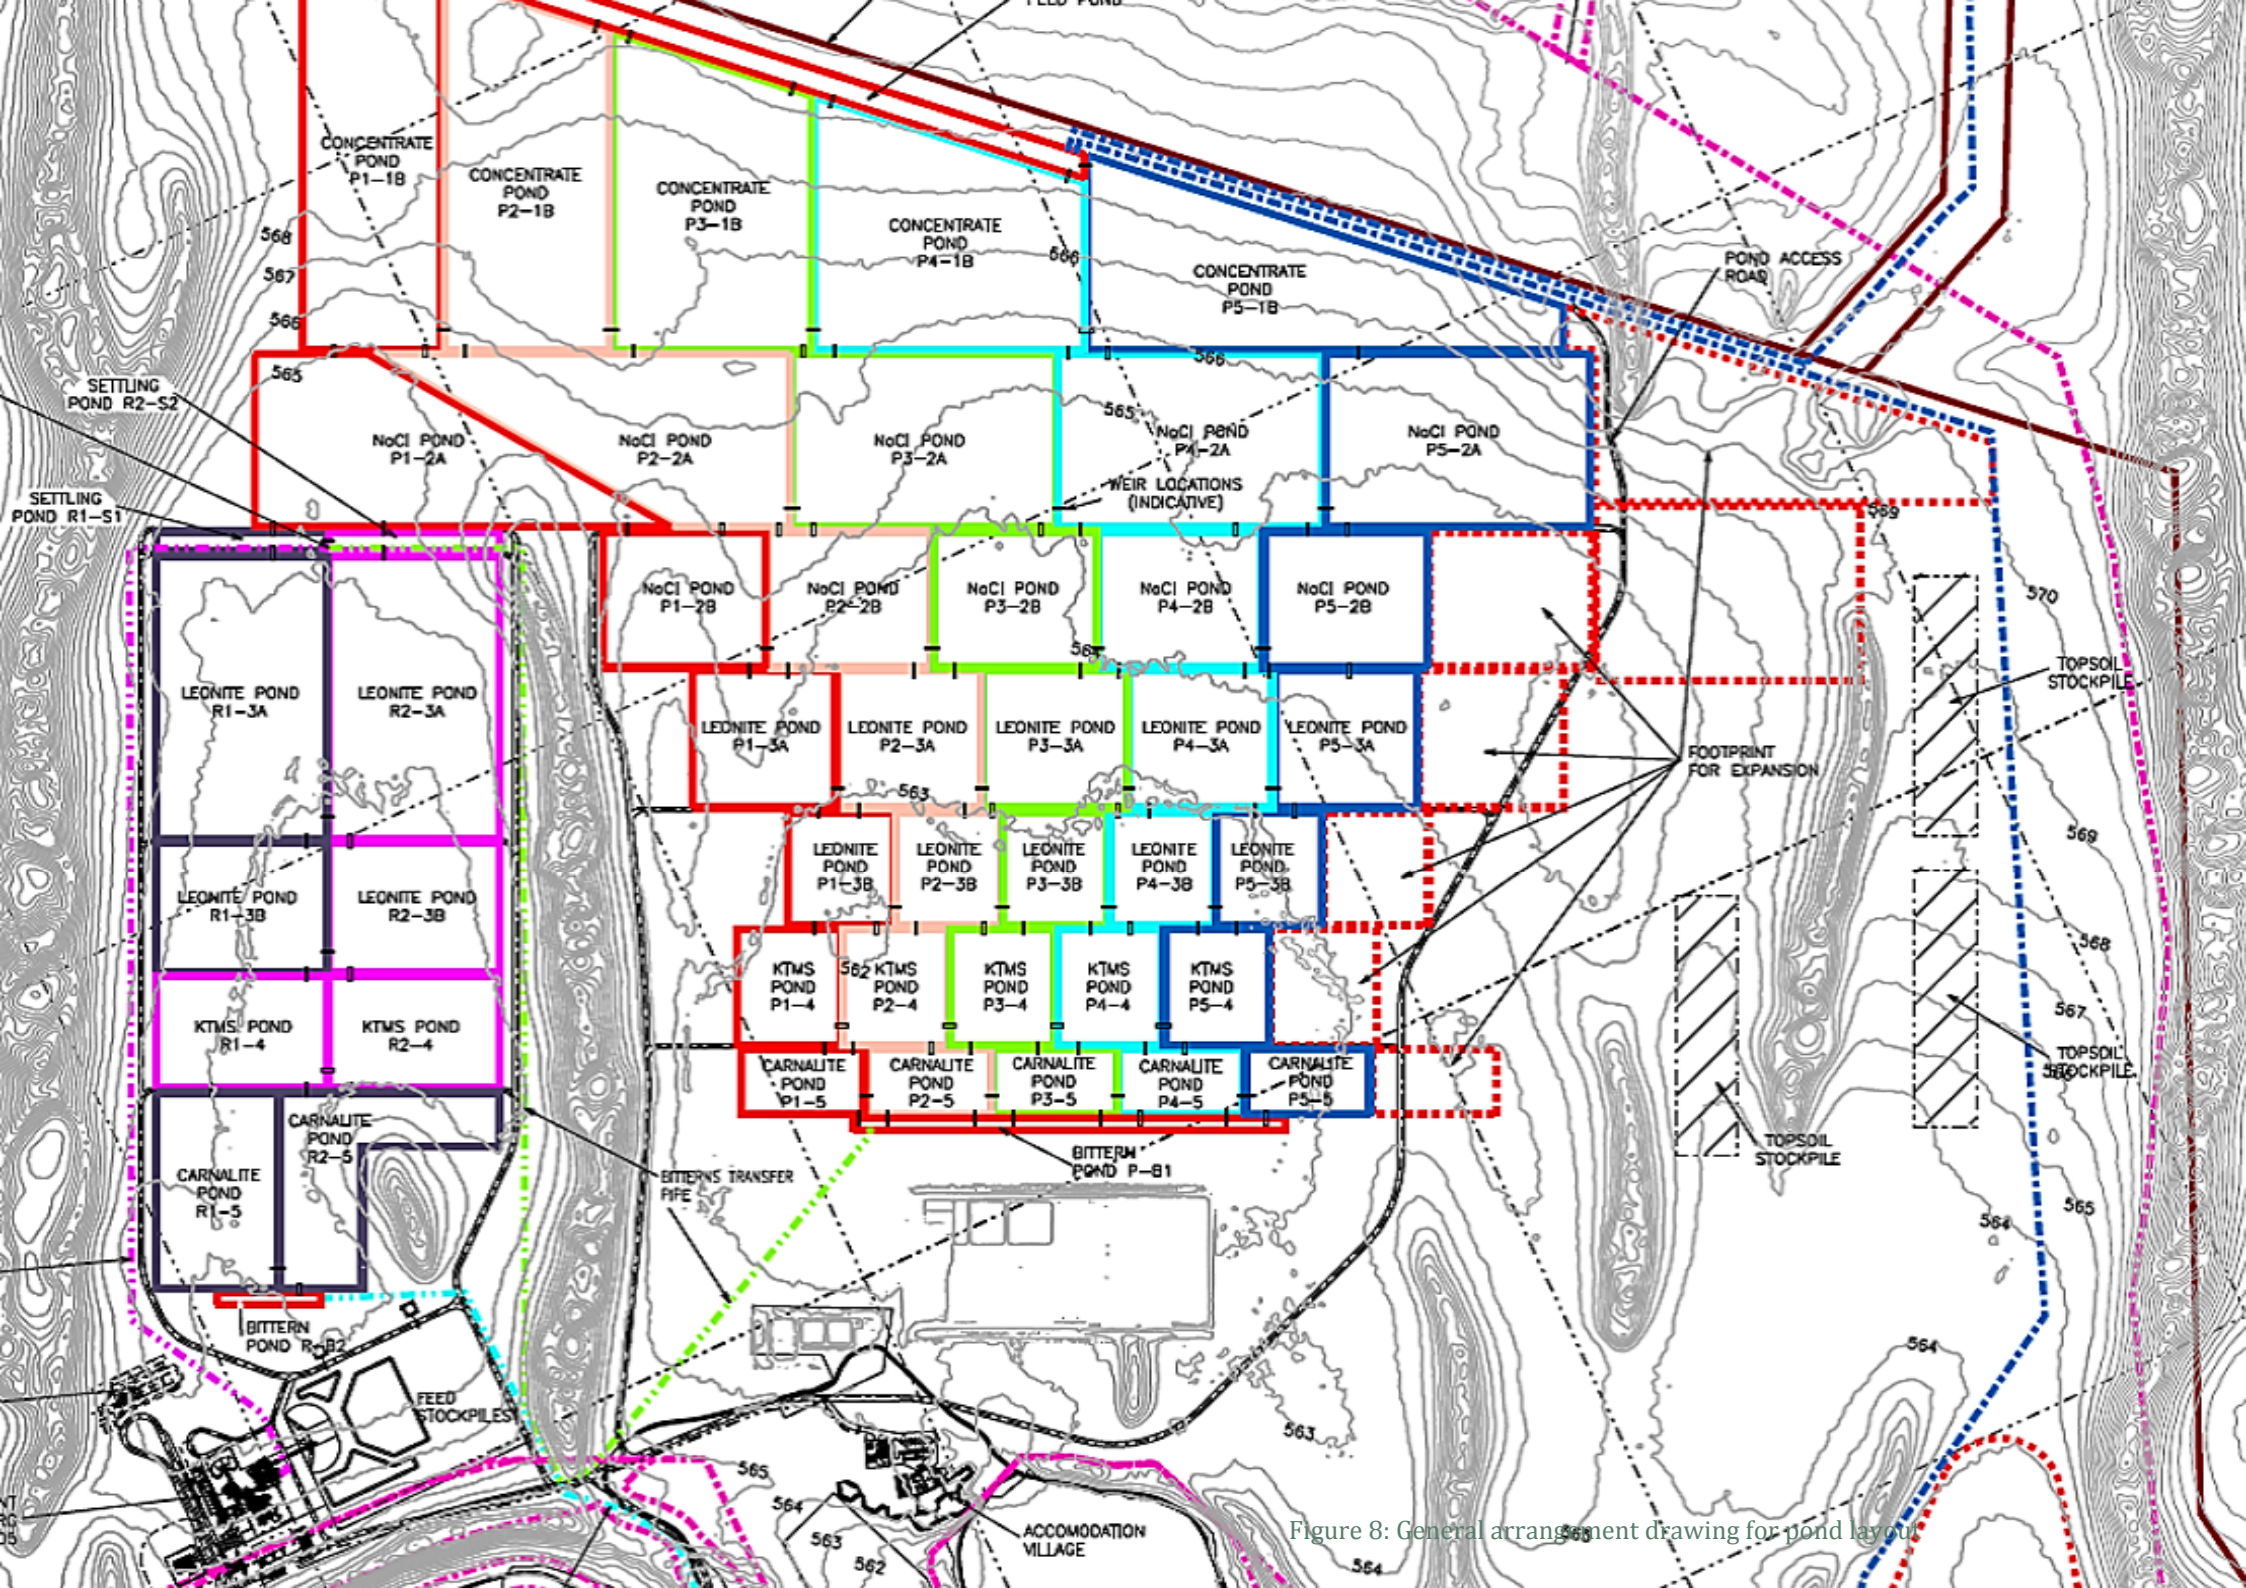 FEED POND
CONCENTRATE
POND
P1-1B
CONCENTRATE
POND
P2-1B
CONCENTRATE
POND
P3-1B
CONCENTRATE
POND
P4-1B
CONCENTRATE
POND
P5-1B
568
567
566
565
566
566
565
POND ACCESS
ROAD
SETTLING
POND R2-S2
NaCl POND
P1-2A
NaCl POND
P2-2A
NaCl POND
P3-2A
NaCl POND
P4-2A
NaCl POND
P5-2A
WEIR LOCATIONS
(INDICATIVE)
SETTLING
POND R1-S1
569
NaCl POND
P1-2B
NaCl POND
P2-2B
NaCl POND
P3-2B
NaCl POND
P4-2B
NaCl POND
P5-2B
564
570
LEONITE POND
R1-3A
LEONITE POND
R2-3A
LEONITE POND
P1-3A
LEONITE POND
P2-3A
LEONITE POND
P3-3A
LEONITE POND
P4-3A
LEONITE POND
P5-3A
TOPSOIL
STOCKPILE
FOOTPRINT
FOR EXPANSION
563
569
LEONITE POND
R1-3B
LEONITE POND
R2-3B
LEONITE
POND
P1-3B
LEONITE
POND
P2-3B
LEONITE
POND
P3-3B
LEONITE
POND
P4-3B
LEONITE
POND
P5-3B
568
KTMS POND
R1-4
KTMS POND
R2-4
KTMS
POND
P1-4
562
KTMS
POND
P2-4
KTMS
POND
P3-4
KTMS
POND
P4-4
KTMS
POND
P5-4
567
TOPSOIL
STOCKPILE
CARNALITE
POND
P1-5
CARNALITE
POND
P2-5
CARNALITE
POND
P3-5
CARNALITE
POND
P4-5
CARNALITE
POND
P5-5
CARNALITE
POND
R2-5
CARNALITE
POND
R1-5
BITTERN
POND P-B1
BITTERNS TRANSFER
PIPE
TOPSOIL
STOCKPILE
565
564
BITTERN
POND R-B2
564
FEED
STOCKPILES
563
565
564
563
562
ACCOMODATION
VILLAGE
Figure 8: General arrangement drawing for pond layout
564